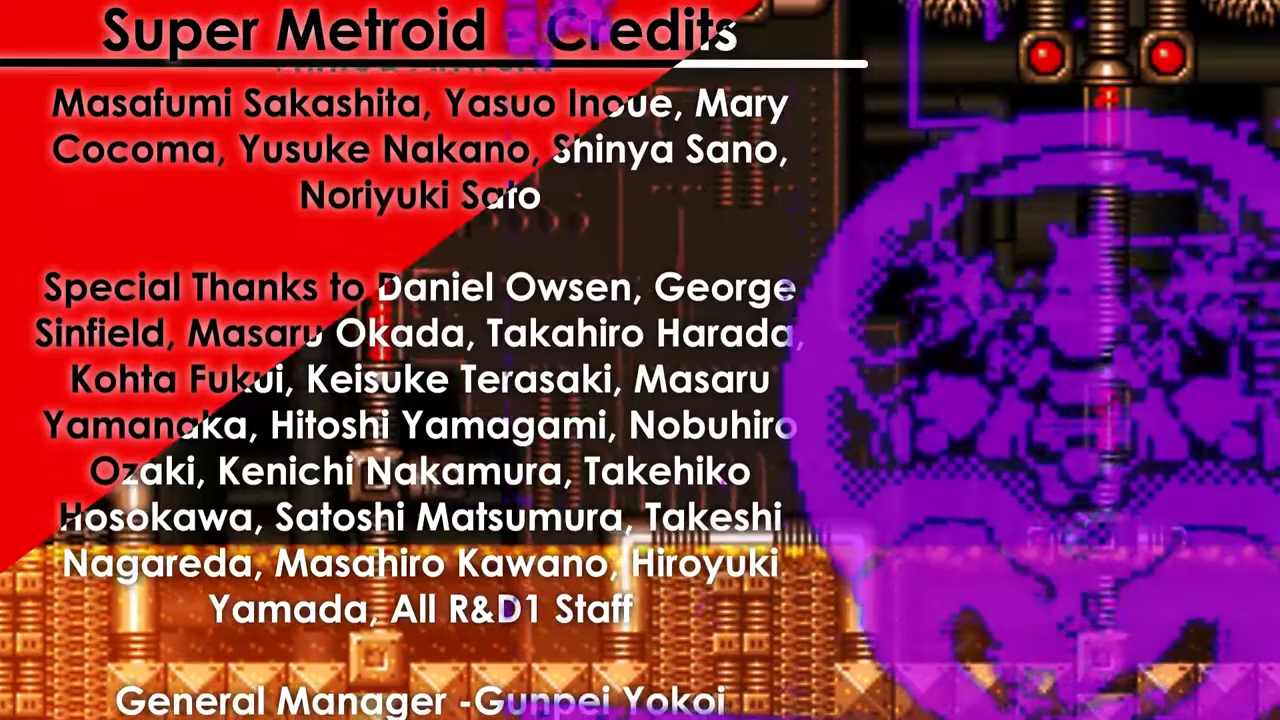 Super Metroid - Credits
Masafumi Sakashita, Yasuo Inoue, Mary
Cocoma, Yusuke Nakano, Shinya Sano,
Noriyuki Sato
Special Thanks to Daniel Owsen, George
Sinfield, Masaru Okada, Takahiro Harada,
Kohta Fukui, Keisuke Terasaki, Masaru
Yamanaka, Hitoshi Yamagami, Nobuhiro
Ozaki, Kenichi Nakamura, Takehiko
Hosokawa, Satoshi Matsumura, Takeshi
Nagareda, Masahiro Kawano, Hiroyuki
Yamada, All R&D1 Staff
General Manager -Gunpei Yokoi